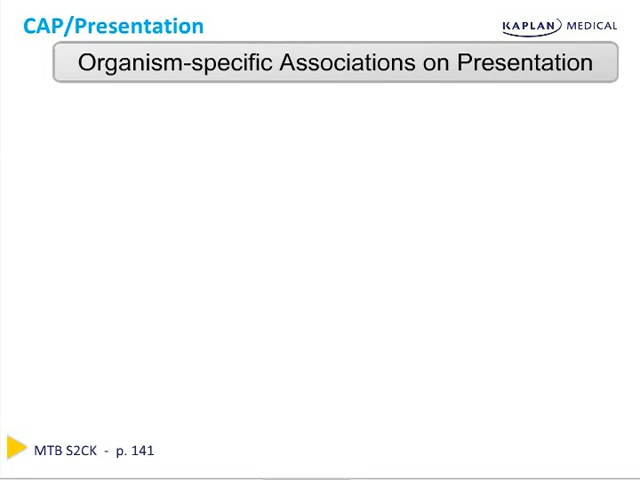 CAP/Presentation
KAPLAN MEDICAL
Organism-specific Associations on Presentation
MTB S2CK - p. 141